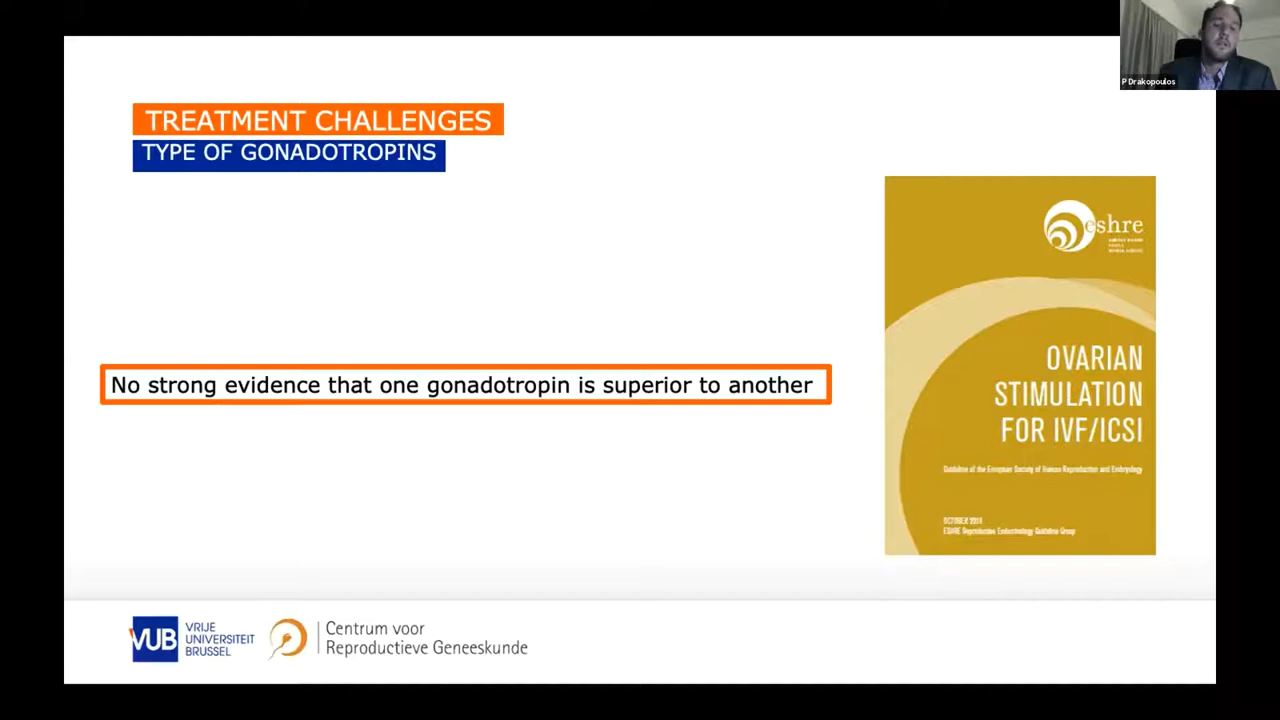 P Drakopoulos
TREATMENT CHALLENGES
TYPE OF GONADOTROPINS
eshre
No strong evidence that one gonadotropin is superior to another
OVARIAN
STIMULATION
FOR IVF/ICSI
Guideline of the European Society of Human Reproduction and Embryology
OCTOBER
ESHRE Reproductive Endocrinology Guideline Group
VUB
VRIJE
UNIVERSITEIT
BRUSSEL
Centrum voor
Reproductieve Geneeskunde